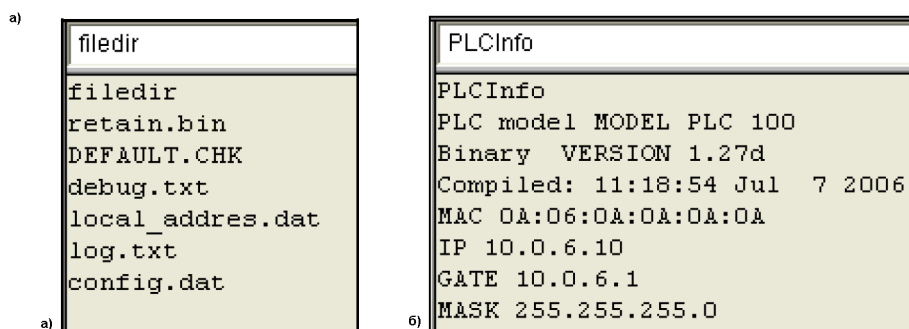 а)
filedir
filedir
retain.bin
DEFAULT.CHK
debug.txt
local_addres.dat
log.txt
config.dat
а)
PLCInfo
PLCInfo
PLC model MODEL PLC 100
Binary  VERSION 1.27d
Compiled: 11:18:54 Jul  7 2006
MAC 0A:06:0A:0A:0A:0A
IP 10.0.6.10
GATE 10.0.6.1
MASK 255.255.255.0
б)